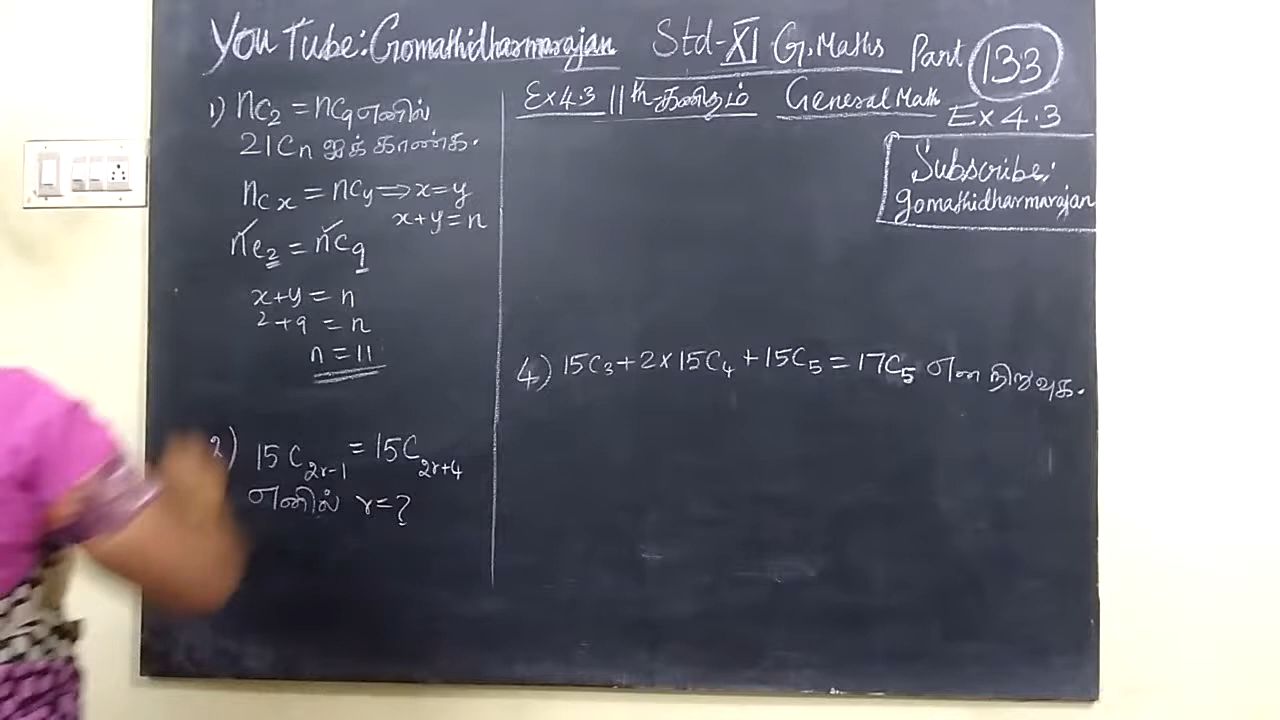 YouTube:Gomathidharmarajan Std-XI G.Maths Part 133
Ex4.3 11th-கணிதம் General Math
Ex 4.3
Subscribe:
gomathidharmarajan
1) nC₂ = nC₉ எனில்
21Cₙ ஐக் காண்க.
nCx = nCy ⇒ x=y
x+y=n
nC₂ = nC₉
x+y = n
2+9 = n
n = 11
2) 15C₂ᵣ₋₁ = 15C₂ᵣ₊₄
எனில் r=?
4) 15C₃+2×15C₄+15C₅=17C₅ என நிறுவுக.